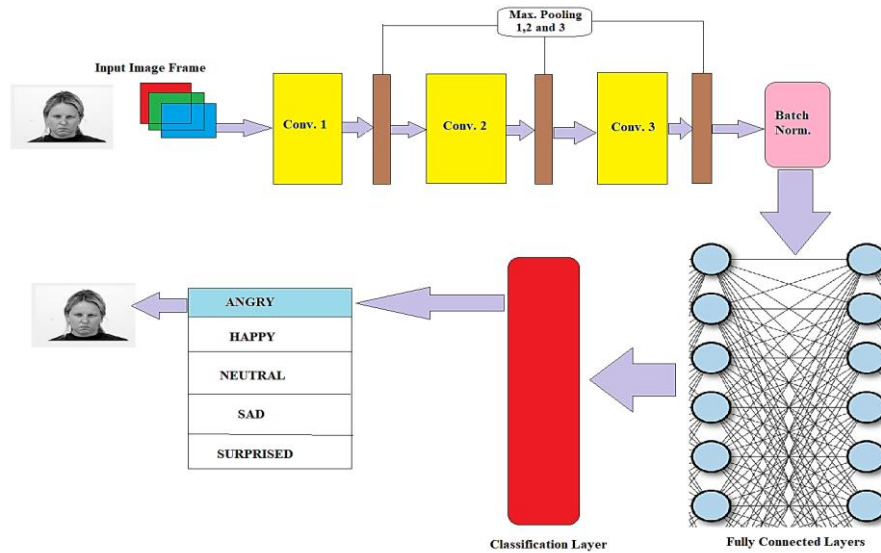 Max. Pooling
1,2 and 3
Input Image Frame
Conv. 1
Conv. 2
Conv. 3
Batch
Norm.
ANGRY
HAPPY
NEUTRAL
SAD
SURPRISED
Classification Layer
Fully Connected Layers